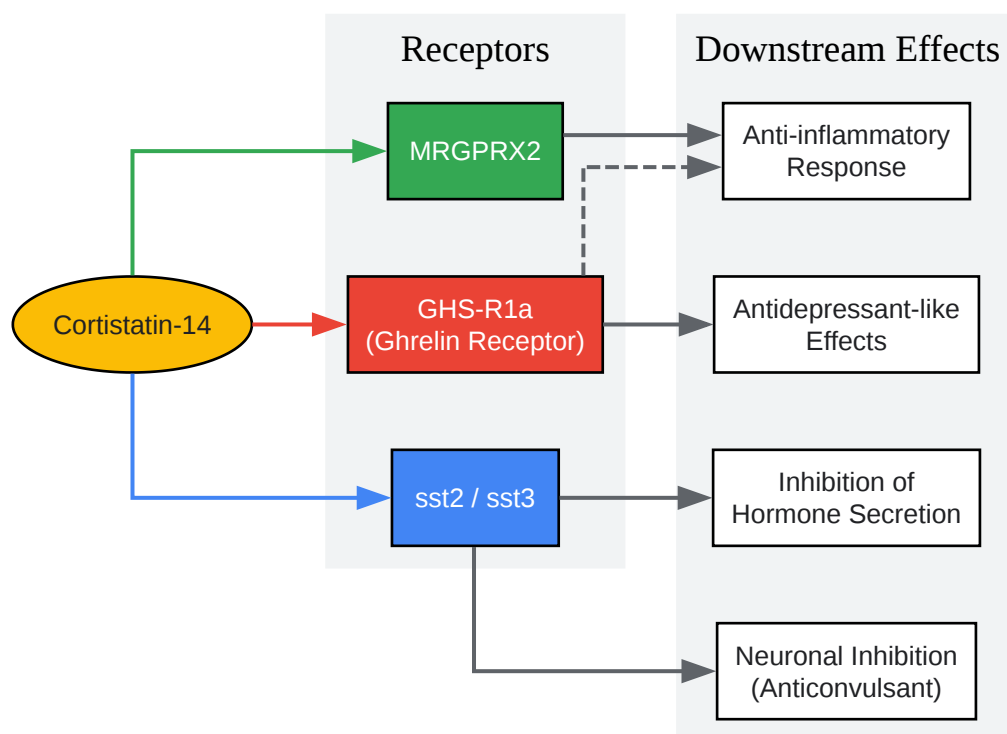 Receptors
Downstream Effects
MRGPRX2
Anti-inflammatory
Response
Cortistatin-14
GHS-R1a
(Ghrelin Receptor)
Antidepressant-like
Effects
sst2 / sst3
Inhibition of
Hormone Secretion
Neuronal Inhibition
(Anticonvulsant)